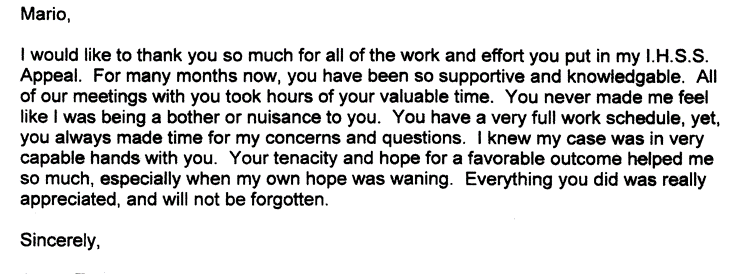 Mario,
I would like to thank you so much for all of the work and effort you put in my I.H.S.S.
Appeal.  For many months now, you have been so supportive and knowledgable.  All
of our meetings with you took hours of your valuable time.  You never made me feel
like I was being a bother or nuisance to you.  You have a very full work schedule, yet,
you always made time for my concerns and questions.  I knew my case was in very
capable hands with you.  Your tenacity and hope for a favorable outcome helped me
so much, especially when my own hope was waning.  Everything you did was really
appreciated, and will not be forgotten.
Sincerely,